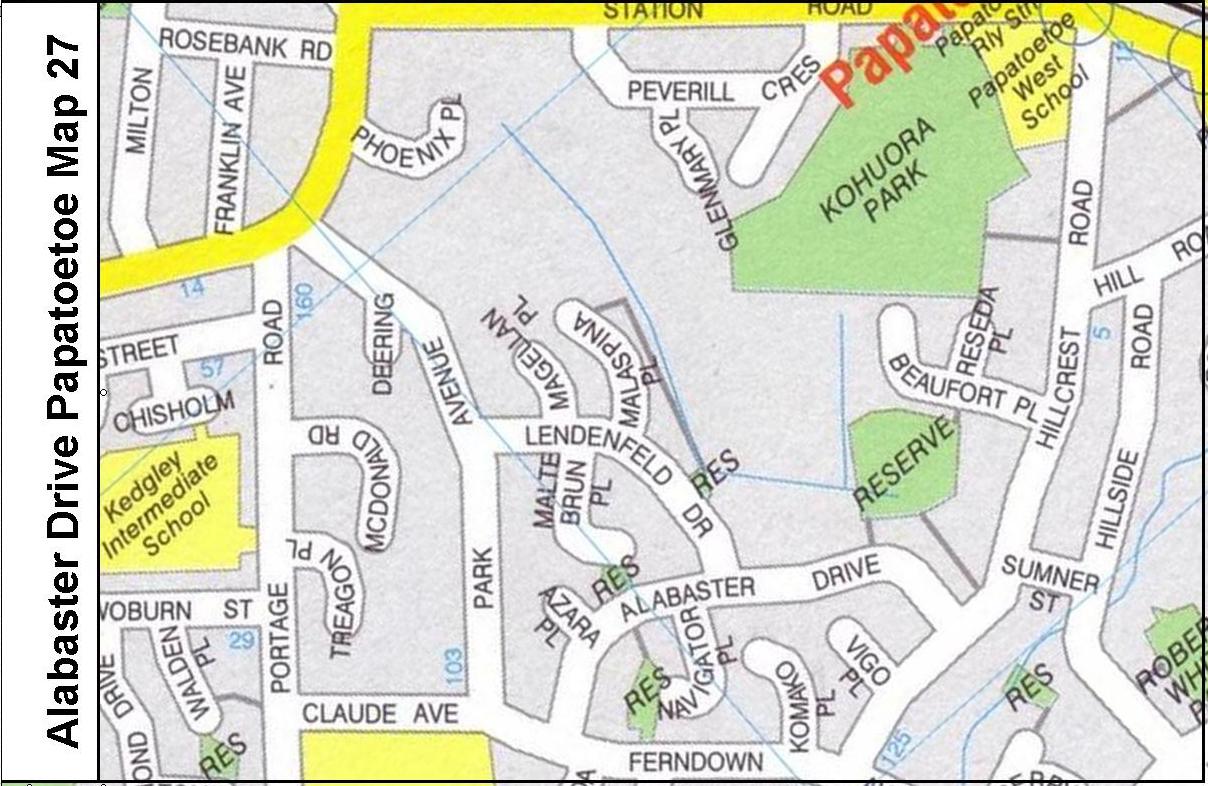 Alabaster Drive Papatoetoe Map 27
STATION ROAD
ROSEBANK RD
MILTON
FRANKLIN AVE
PHOENIX PL
PEVERILL CRES
GLENMARY PL
KOHUORA
PARK
Papatoetoe
West
School
Rly Stn
ROAD
HILL
14
160
STREET
57
CHISHOLM
ROAD
DEERING
AVENUE
MAGELLAN
PL
MALASPINA
PL
RESEDA
PL
BEAUFORT PL
HILLCREST
5
ROAD
Kedgley
Intermediate
School
MCDONALD RD
LENDENFELD
DR
MALTE
BRUN
PL
RES
RESERVE
HILLSIDE
TREAGON PL
PARK
RES
AZARA
PL
ALABASTER DRIVE
SUMNER
ST
WOBURN ST
29
PORTAGE
WALDEN
PL
DRIVE
103
RES
NAVIGATOR
PL
KOMAKO
PL
VIGO
PL
RES
CLAUDE AVE
RES
FERNDOWN
125